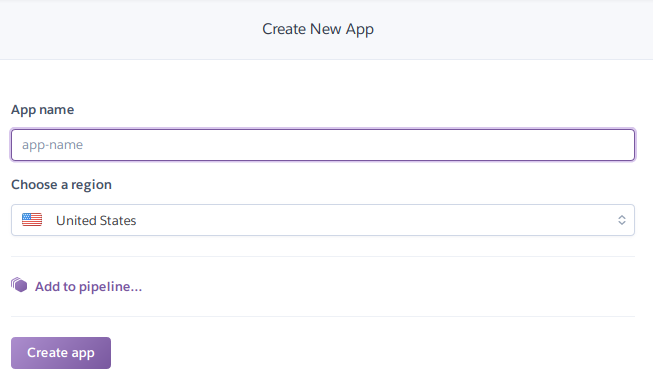 Create New App
App name
app-name
Choose a region
United States
Add to pipeline...
Create app